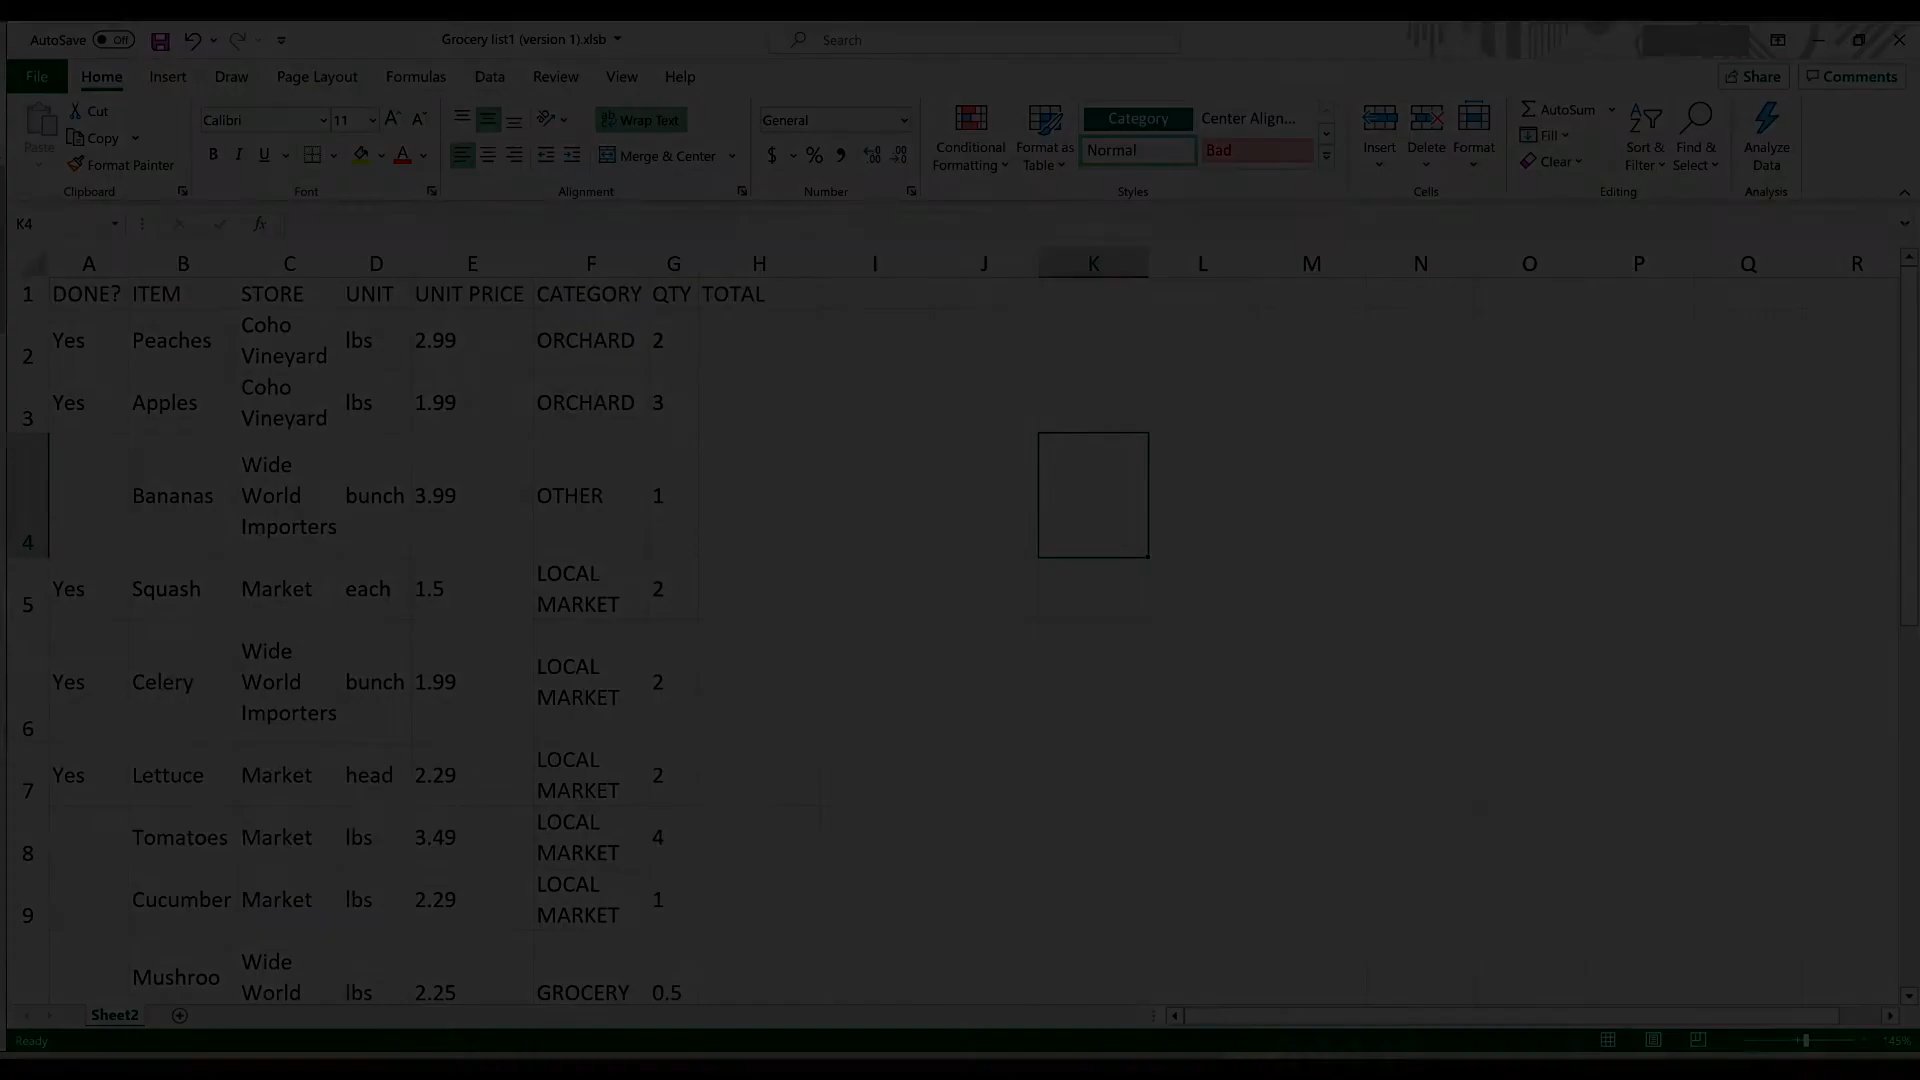 AutoSave Off Grocery list1 (version 1).xlsb Search
File Home Insert Draw Page Layout Formulas Data Review View Help Share Comments
Paste Cut Copy Format Painter Clipboard
Calibri 11 A A B I U A Font
ab Wrap Text Merge & Center Alignment
General $ % , Number
Conditional Formatting Format as Table Category Center Align... Normal Bad Styles
Insert Delete Format Cells
AutoSum Fill Clear Sort & Filter Find & Select Editing
Analyze Data Analysis
K4 fx
A B C D E F G H I J K L M N O P Q R
1 DONE? ITEM STORE UNIT UNIT PRICE CATEGORY QTY TOTAL
2 Yes Peaches Coho Vineyard lbs 2.99 ORCHARD 2
3 Yes Apples Coho Vineyard lbs 1.99 ORCHARD 3
4 Bananas Wide World Importers bunch 3.99 OTHER 1
5 Yes Squash Market each 1.5 LOCAL MARKET 2
6 Yes Celery Wide World Importers bunch 1.99 LOCAL MARKET 2
7 Yes Lettuce Market head 2.29 LOCAL MARKET 2
8 Tomatoes Market lbs 3.49 LOCAL MARKET 4
9 Cucumber Market lbs 2.29 LOCAL MARKET 1
Mushroo Wide World lbs 2.25 GROCERY 0.5
Sheet2
Ready 145%